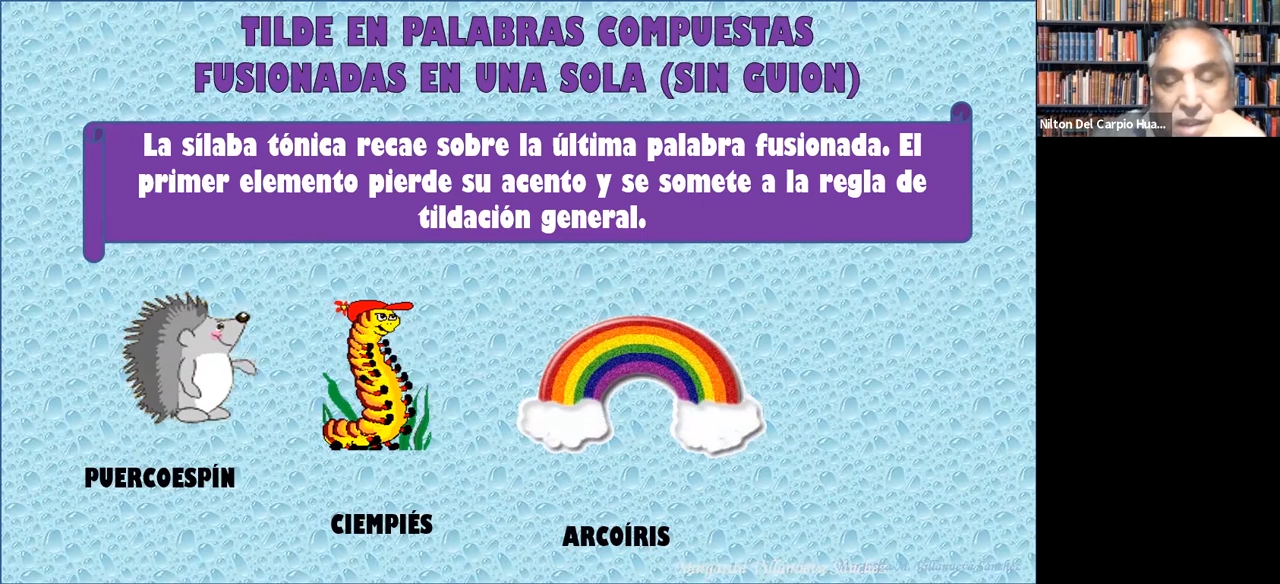 TILDE EN PALABRAS COMPUESTAS
FUSIONADAS EN UNA SOLA (SIN GUION)
La sílaba tónica recae sobre la última palabra fusionada. El
primer elemento pierde su acento y se somete a la regla de
tildación general.
PUERCOESPÍN
CIEMPIÉS
ARCOÍRIS
Nilton Del Carpio Hua...